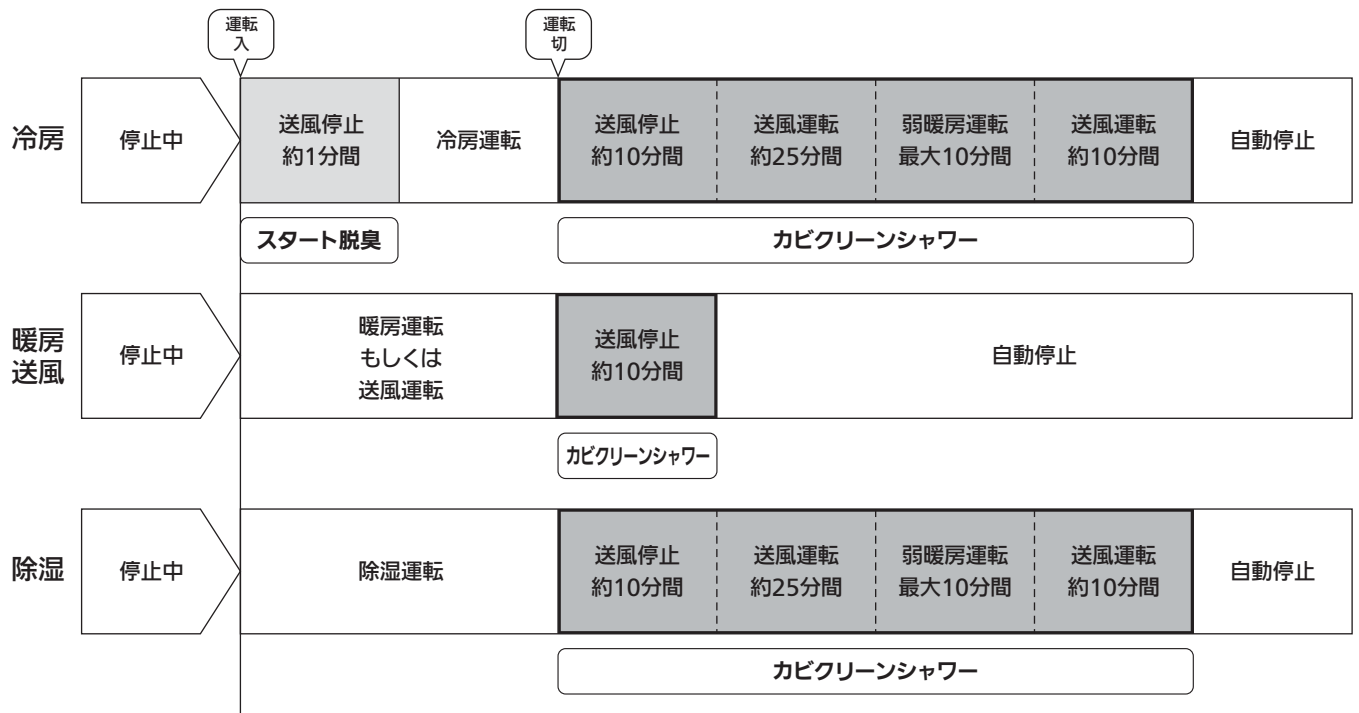 運転
入
運転
切
冷房
停止中
送風停止
約1分間
冷房運転
送風停止
約10分間
送風運転
約25分間
弱暖房運転
最大10分間
送風運転
約10分間
自動停止
スタート脱臭
カビクリーンシャワー
暖房
送風
停止中
暖房運転
もしくは
送風運転
送風停止
約10分間
自動停止
カビクリーンシャワー
除湿
停止中
除湿運転
送風停止
約10分間
送風運転
約25分間
弱暖房運転
最大10分間
送風運転
約10分間
自動停止
カビクリーンシャワー